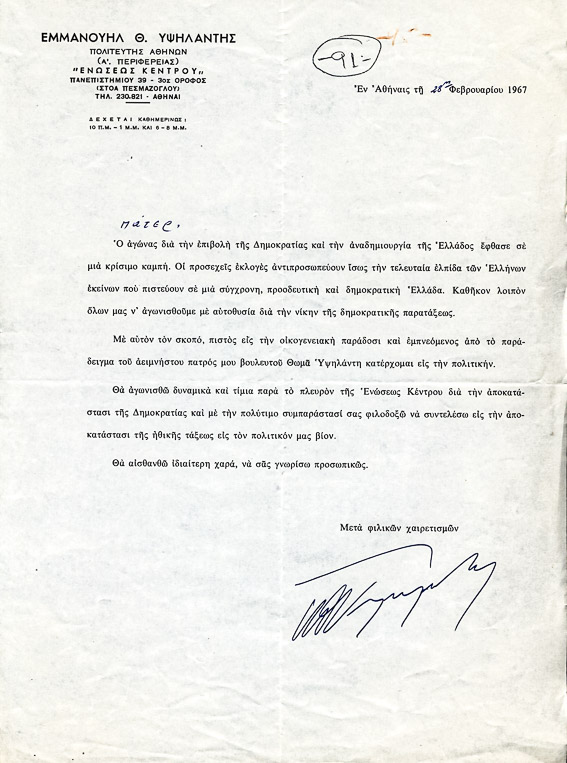 ΕΜΜΑΝΟΥΗΛ Θ. ΥΨΗΛΑΝΤΗΣ
ΠΟΛΙΤΕΥΤΗΣ ΑΘΗΝΩΝ
(Α'. ΠΕΡΙΦΕΡΕΙΑΣ)
"ΕΝΩΣΕΩΣ ΚΕΝΤΡΟΥ„
ΠΑΝΕΠΙΣΤΗΜΙΟΥ 39 - 3ος ΟΡΟΦΟΣ
(ΣΤΟΑ ΠΕΣΜΑΖΟΓΛΟΥ)
ΤΗΛ. 230.821 - ΑΘΗΝΑΙ
ΔΕΧΕΤΑΙ ΚΑΘΗΜΕΡΙΝΩΣ:
10 Π.Μ. – 1 Μ.Μ. ΚΑΙ 6 – 8 Μ.Μ.
-91-
Ἐν Ἀθήναις τῇ 28ῃ Φεβρουαρίου 1967
πάτερ,
Ὁ ἀγώνας διὰ τὴν ἐπιβολὴ τῆς Δημοκρατίας καὶ τὴν ἀναδημιουργία τῆς Ἑλλάδος ἔφθασε σὲ
μιὰ κρίσιμο καμπή. Οἱ προσεχεῖς ἐκλογὲς ἀντιπροσωπεύουν ἴσως τὴν τελευταία ἐλπίδα τῶν Ἑλλήνων
ἐκείνων ποὺ πιστεύουν σὲ μιὰ σύγχρονη, προοδευτικὴ καὶ δημοκρατικὴ Ἑλλάδα. Καθῆκον λοιπὸν
ὅλων μας ν' ἀγωνισθοῦμε μὲ αὐτοθυσία διὰ τὴν νίκην τῆς δημοκρατικῆς παρατάξεως.
Μὲ αὐτὸν τὸν σκοπό, πιστὸς εἰς τὴν οἰκογενειακὴ παράδοσι καὶ ἐμπνεόμενος ἀπὸ τὸ παρά-
δειγμα τοῦ ἀειμνήστου πατρός μου βουλευτοῦ Θωμᾶ Ὑψηλάντη κατέρχομαι εἰς τὴν πολιτικήν.
Θὰ ἀγωνισθῶ δυναμικὰ καὶ τίμια παρὰ τὸ πλευρὸν τῆς Ἑνώσεως Κέντρου διὰ τὴν ἀποκατά-
στασι τῆς Δημοκρατίας καὶ μὲ τὴν πολύτιμο συμπαράστασί σας φιλοδοξῶ νὰ συντελέσω εἰς τὴν ἀπο-
κατάστασι τῆς ἠθικῆς τάξεως εἰς τὸν πολιτικόν μας βίον.
Θὰ αἰσθανθῶ ἰδιαίτερη χαρά, νὰ σᾶς γνωρίσω προσωπικῶς.
Μετὰ φιλικῶν χαιρετισμῶν